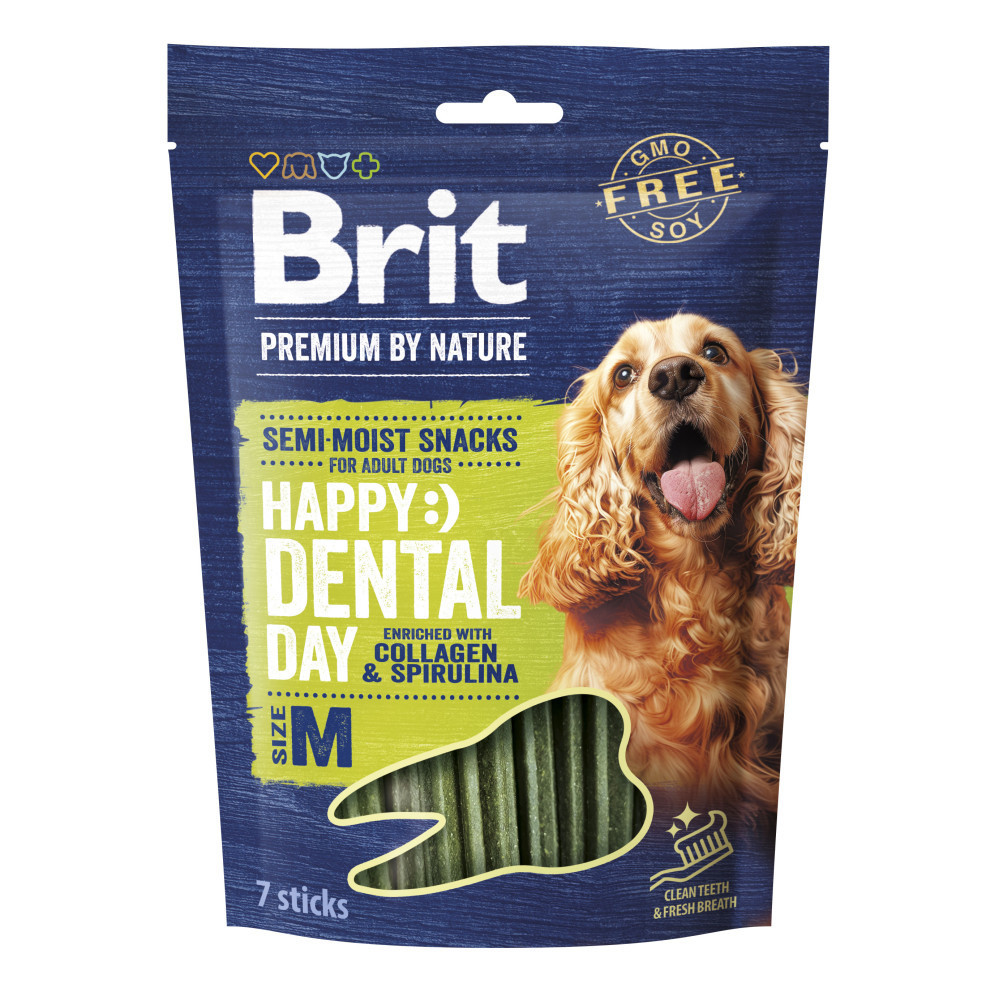 Brit
PREMIUM BY NATURE
GMO
FREE
SOY
SEMI-MOIST SNACKS
FOR ADULT DOGS
HAPPY:)
DENTAL
DAY
ENRICHED WITH
COLLAGEN
& SPIRULINA
SIZE M
7 sticks
CLEAN TEETH
& FRESH BREATH